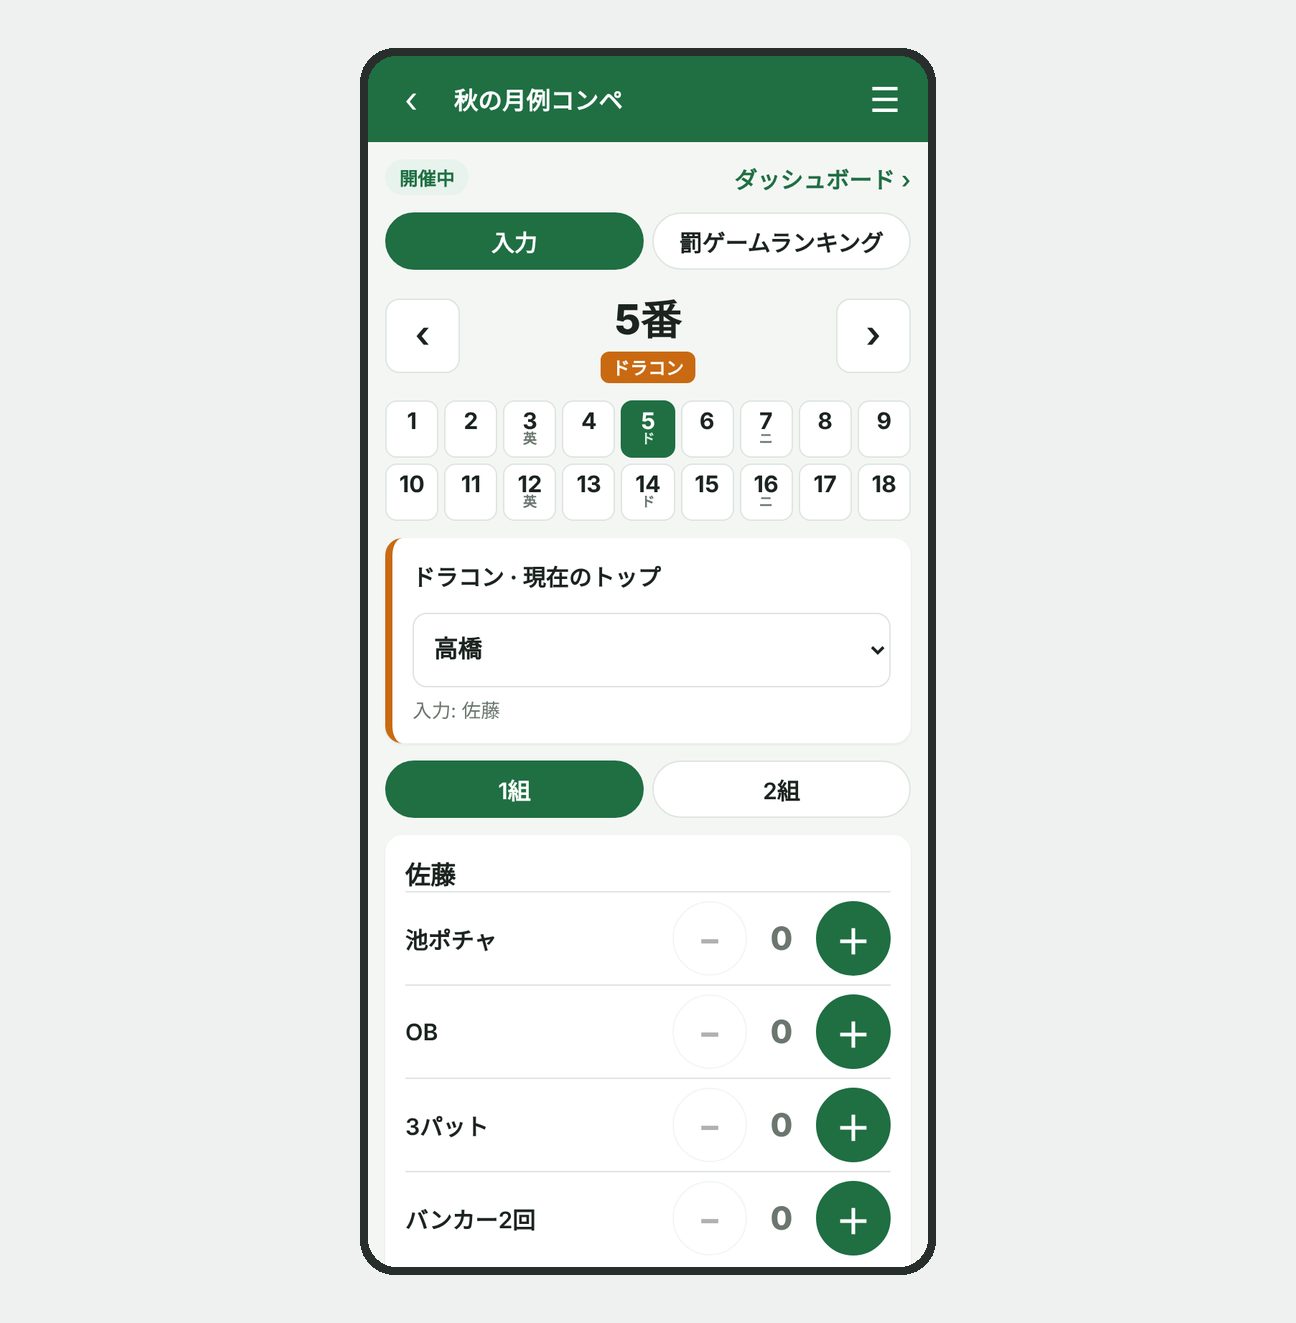 ‹ 秋の月例コンペ ☰
開催中 ダッシュボード ›
入力 罰ゲームランキング
‹ 5番 ›
ドラコン
1 2 3 4 5 6 7 8 9
英 ド ニ
10 11 12 13 14 15 16 17 18
英 ド ニ
ドラコン · 現在のトップ
高橋
入力: 佐藤
1組 2組
佐藤
池ポチャ − 0 +
OB − 0 +
3パット − 0 +
バンカー2回 − 0 +